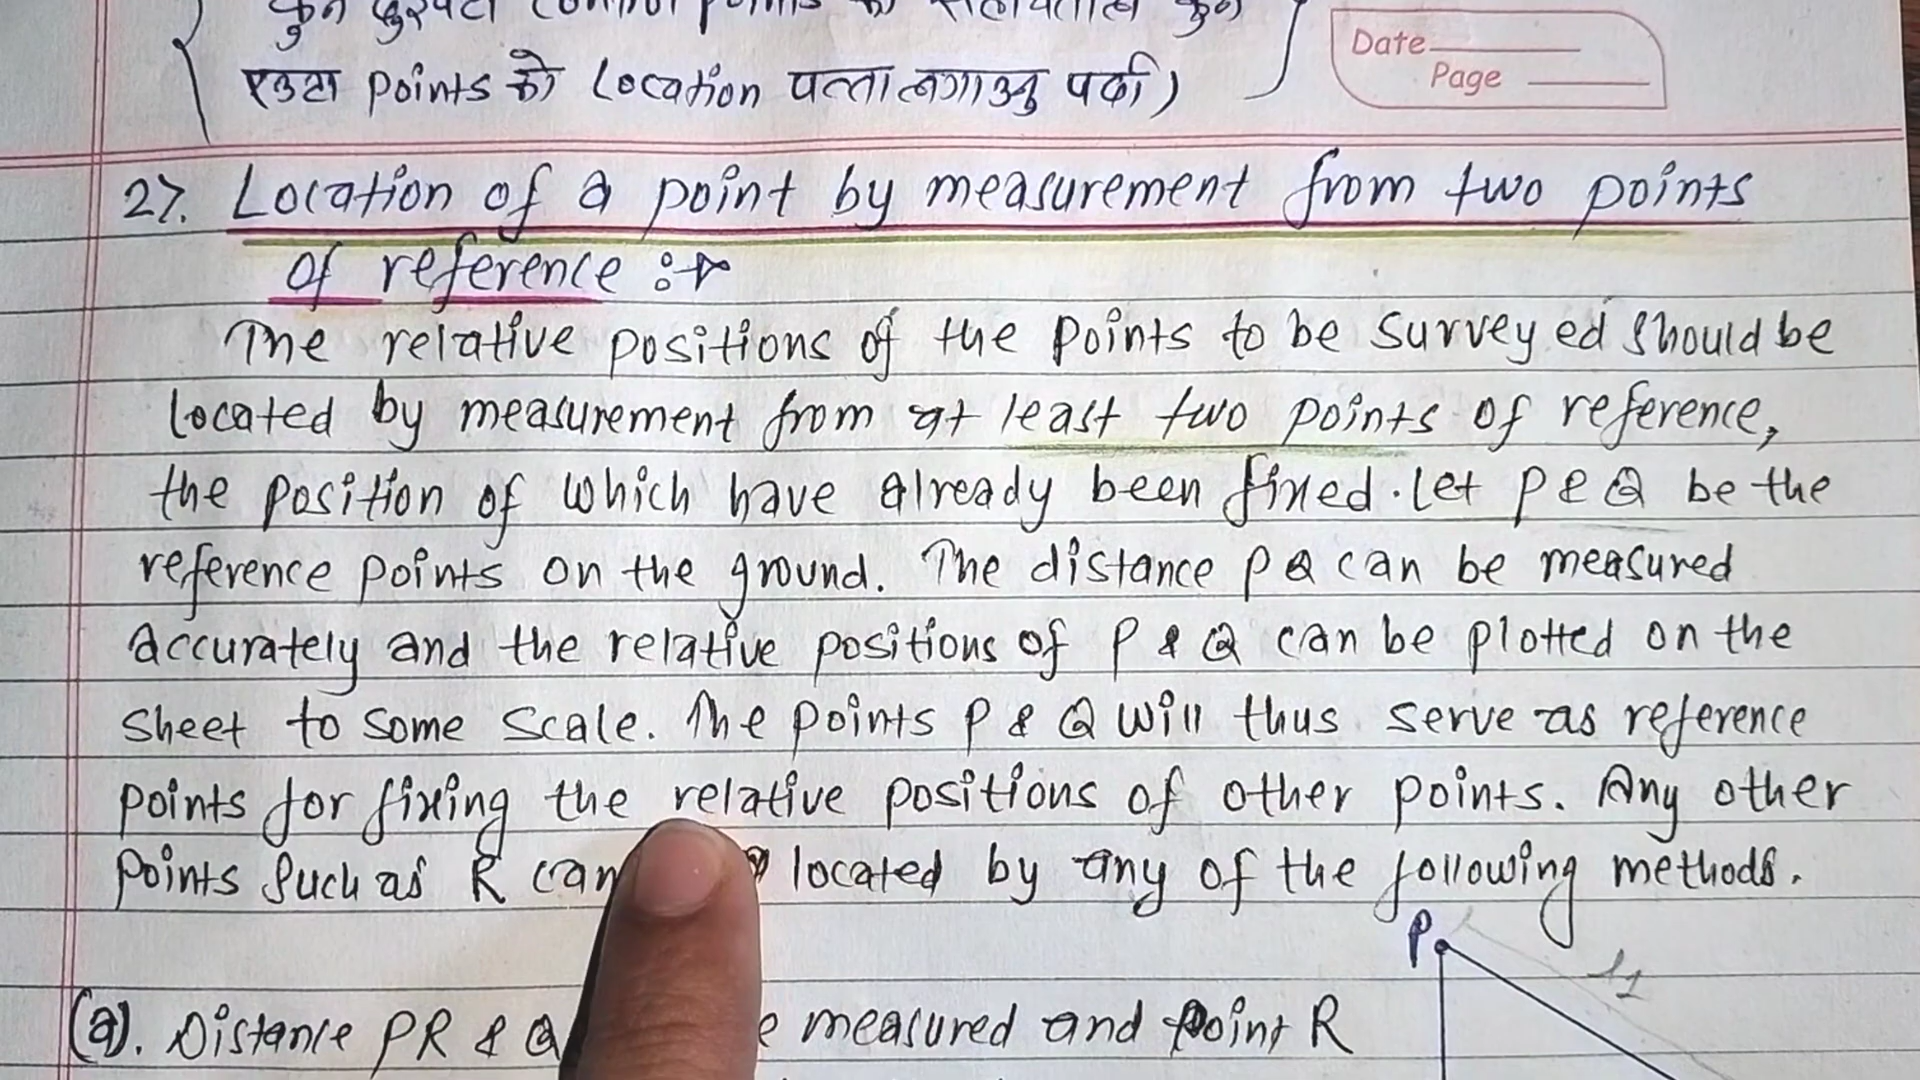 एउटा points को Location पत्ता लगाउनु पर्दा)
Date
Page
2>. Location of a point by measurement from two points
of reference :-
The relative positions of the points to be surveyed should be
located by measurement from at least two points of reference,
the position of which have already been fixed. Let P & Q be the
reference points on the ground. The distance PQ can be measured
accurately and the relative positions of P & Q can be plotted on the
sheet to some scale. The points P & Q will thus serve as reference
points for fixing the relative positions of other points. Any other
points such as R can located by any of the following methods.
P
l1
(a). Distance PR & Q measured and point R